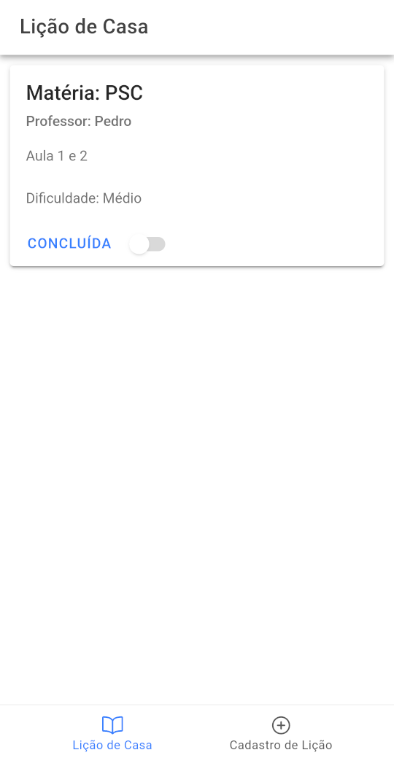 Lição de Casa
Matéria: PSC
Professor: Pedro
Aula 1 e 2
Dificuldade: Médio
CONCLUÍDA
Lição de Casa
Cadastro de Lição